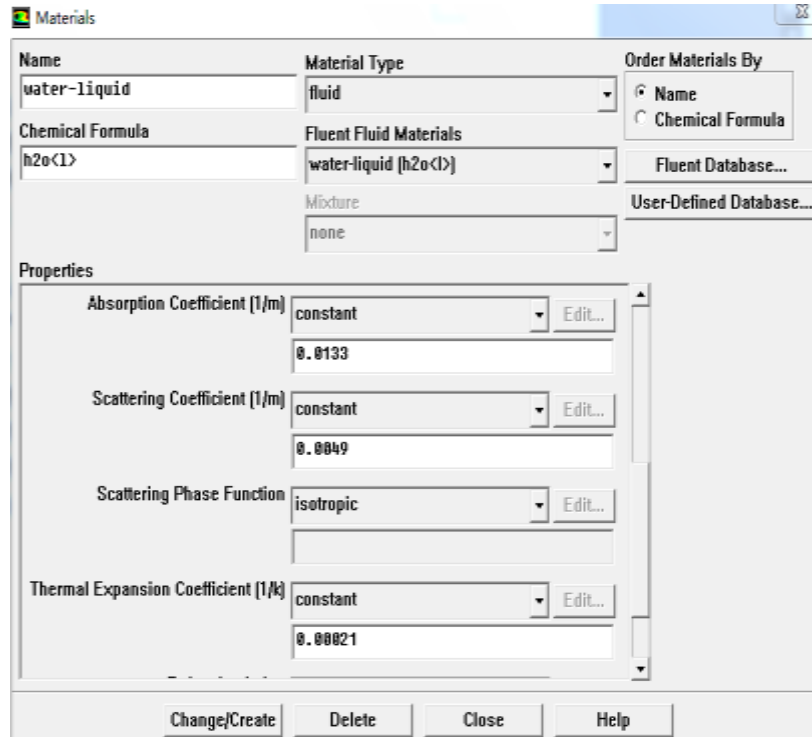 Materials
Name
water-liquid
Chemical Formula
h2o<l>
Material Type
fluid
Fluent Fluid Materials
water-liquid (h2o<l>)
Mixture
none
Order Materials By
Name
Chemical Formula
Fluent Database...
User-Defined Database...
Properties
Absorption Coefficient (1/m) constant Edit...
0.0133
Scattering Coefficient (1/m) constant Edit...
0.0049
Scattering Phase Function isotropic Edit...
Thermal Expansion Coefficient (1/k) constant Edit...
0.00021
Change/Create Delete Close Help